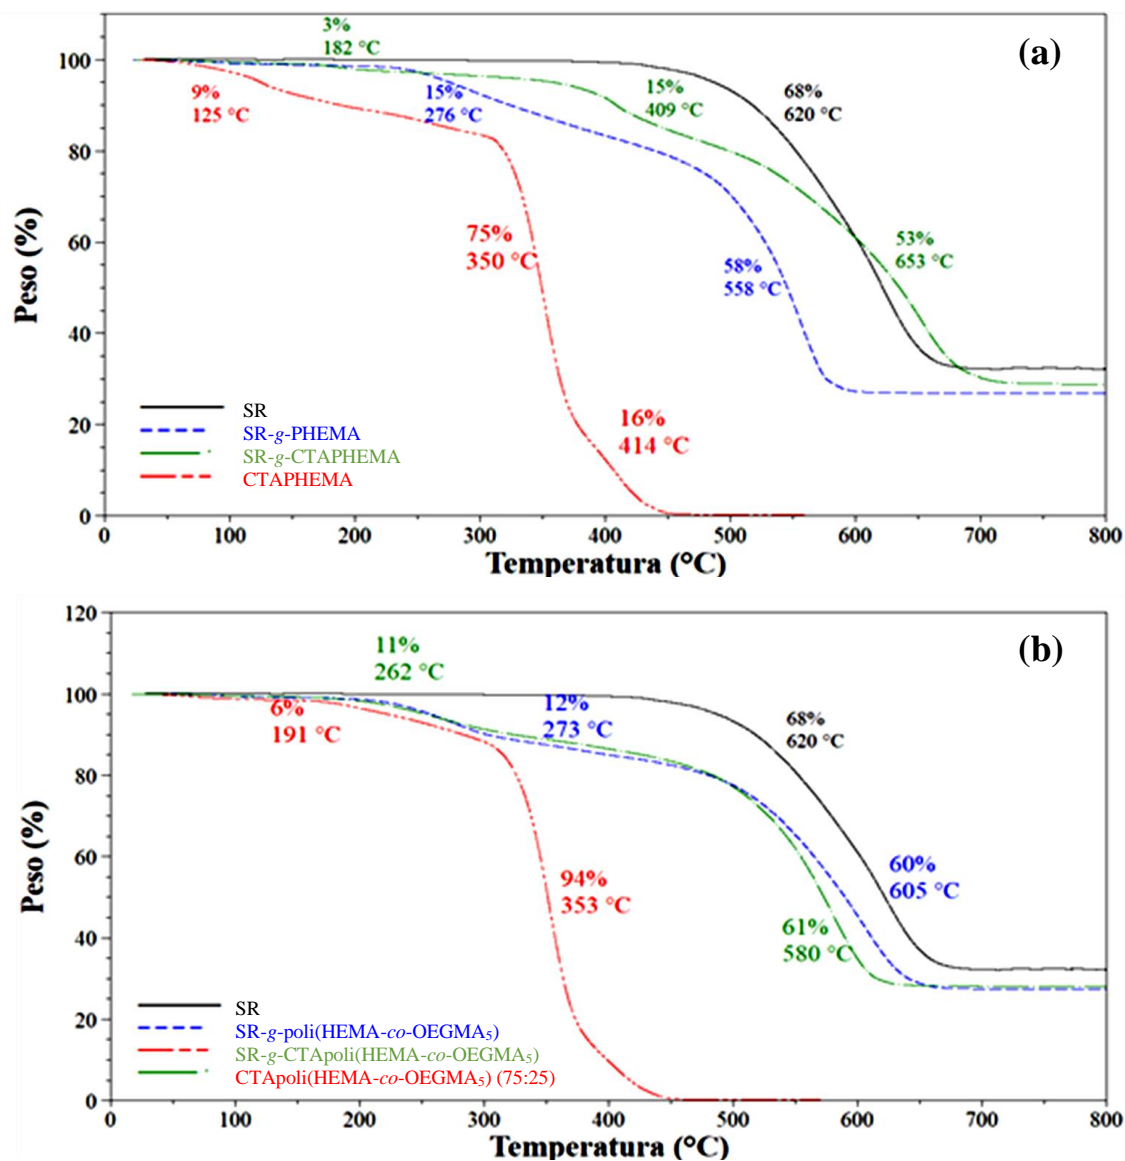 3%
182 °C
(a)
100
9%
125 °C
15%
276 °C
15%
409 °C
68%
620 °C
80
75%
350 °C
60
53%
653 °C
58%
558 °C
Peso (%)
40
16%
414 °C
20
SR
SR-g-PHEMA
SR-g-CTAPHEMA
CTAPHEMA
0
0 100 200 300 400 500 600 700 800
Temperatura (°C)
120
11%
262 °C
(b)
100
6%
191 °C
12%
273 °C
68%
620 °C
80
60
94%
353 °C
60%
605 °C
61%
580 °C
Peso (%)
40
20
SR
SR-g-poli(HEMA-co-OEGMA₅)
SR-g-CTApoli(HEMA-co-OEGMA₅)
CTApoli(HEMA-co-OEGMA₅) (75:25)
0
0 100 200 300 400 500 600 700 800
Temperatura (°C)